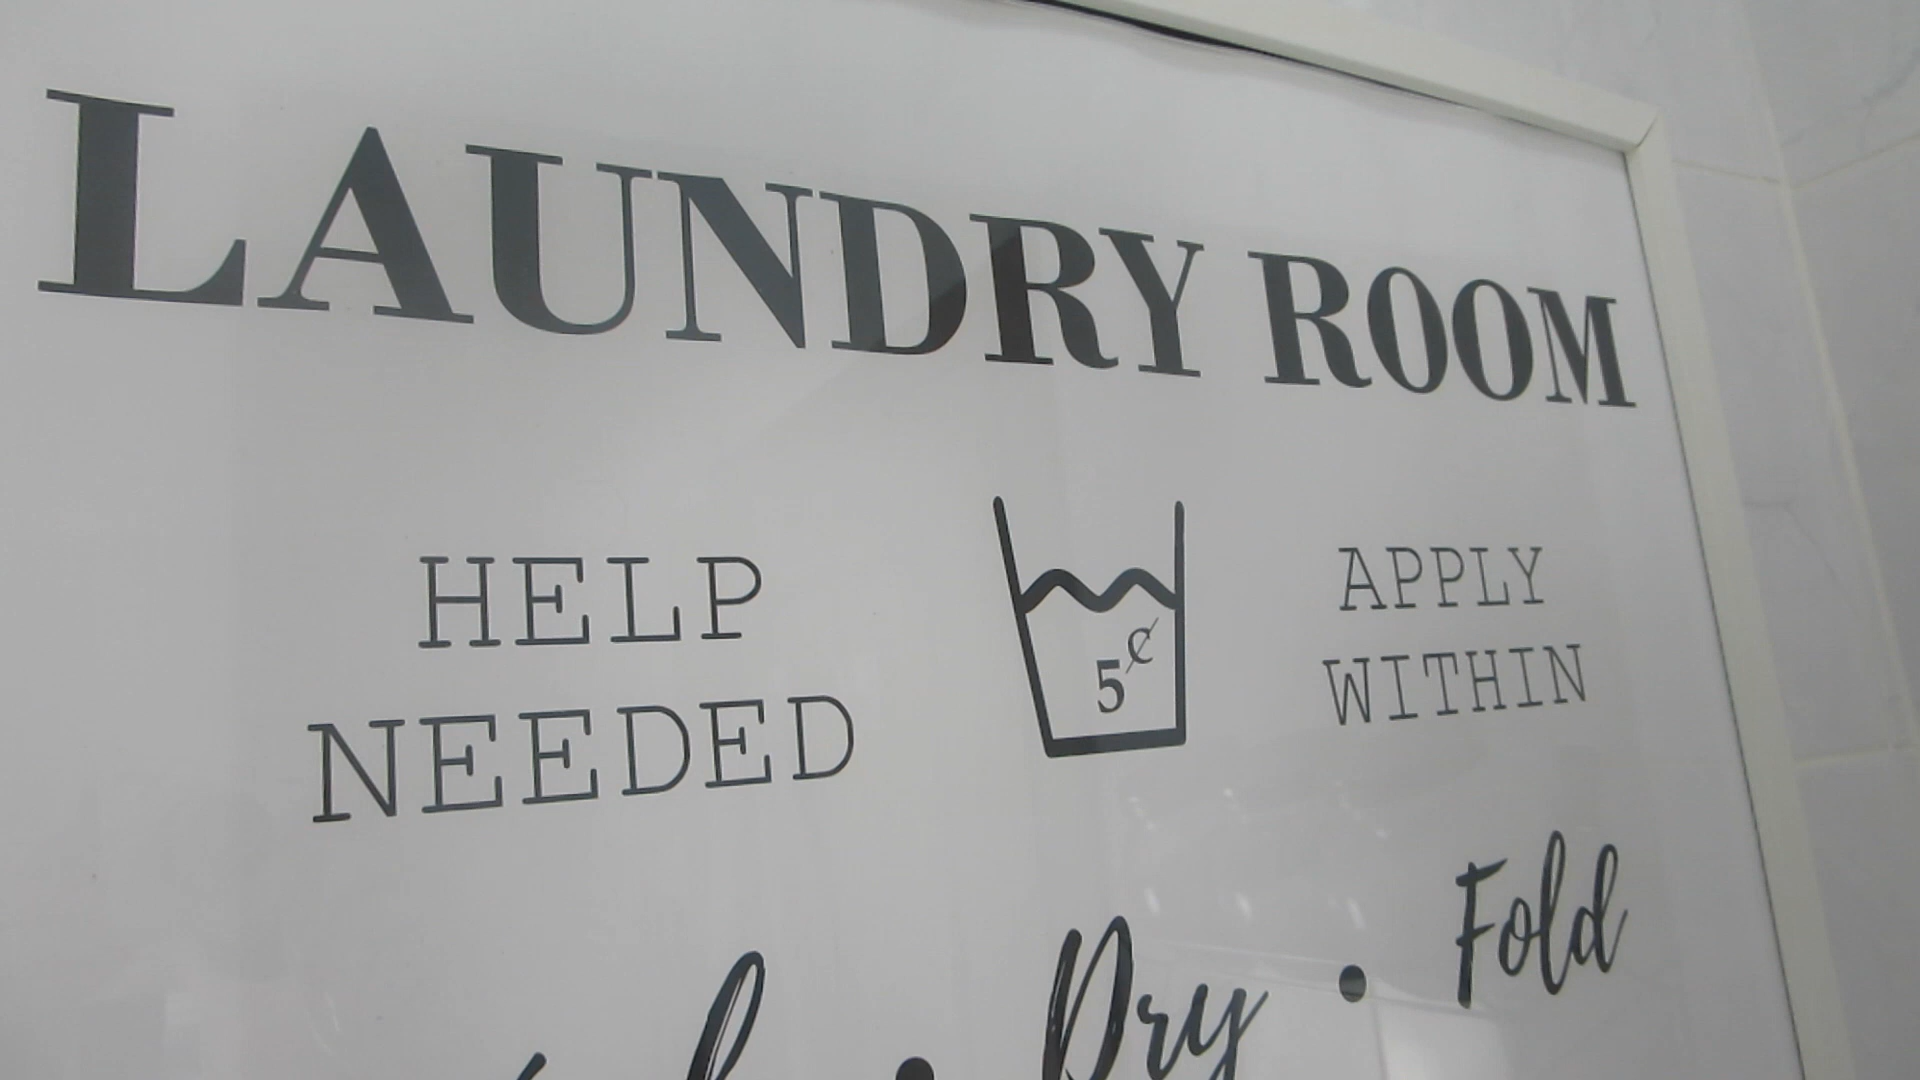 LAUNDRY ROOM
HELP
NEEDED
5¢
APPLY
WITHIN
• Dry • Fold